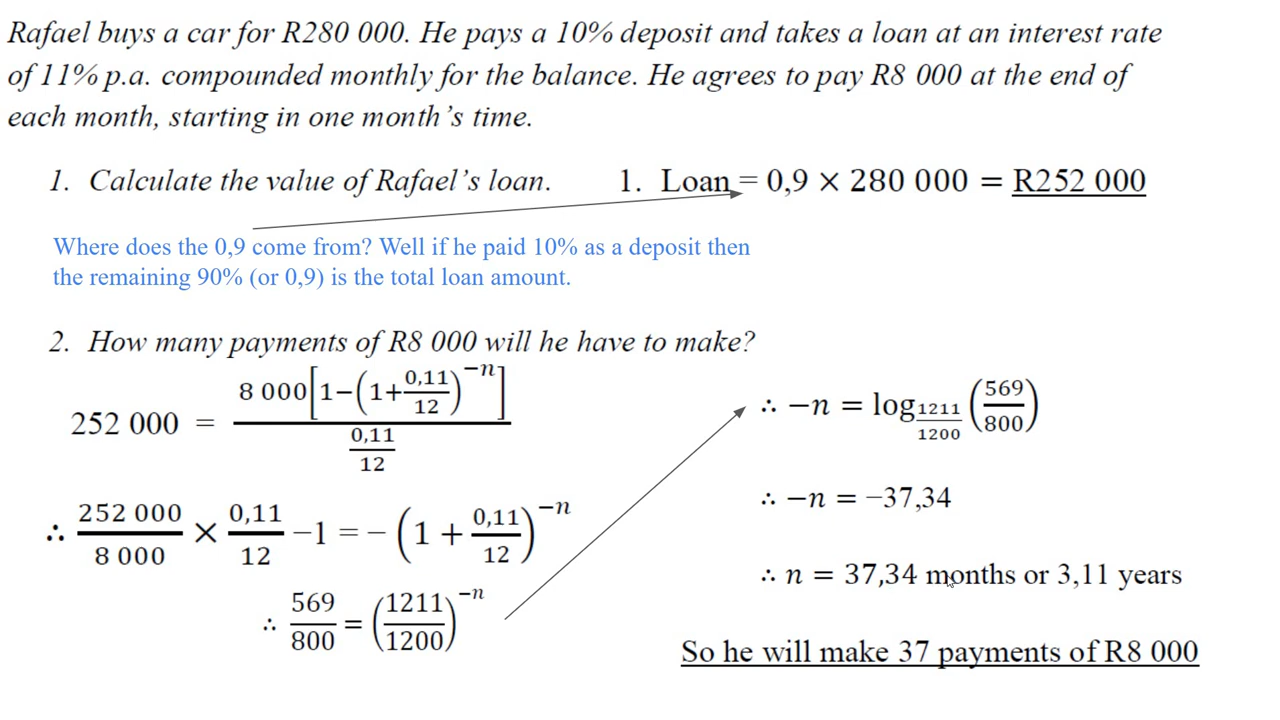 Rafael buys a car for R280 000. He pays a 10% deposit and takes a loan at an interest rate
of 11% p.a. compounded monthly for the balance. He agrees to pay R8 000 at the end of
each month, starting in one month's time.
1. Calculate the value of Rafael's loan.
1. Loan = 0,9 × 280 000 = R252 000
Where does the 0,9 come from? Well if he paid 10% as a deposit then
the remaining 90% (or 0,9) is the total loan amount.
2. How many payments of R8 000 will he have to make?
252 000 = 8 000[1−(1+0,11/12)^−n] / (0,11/12)
∴ 252 000/8 000 × 0,11/12 −1 = − (1 + 0,11/12)^−n
∴ 569/800 = (1211/1200)^−n
∴ −n = log_(1211/1200) (569/800)
∴ −n = −37,34
∴ n = 37,34 months or 3,11 years
So he will make 37 payments of R8 000